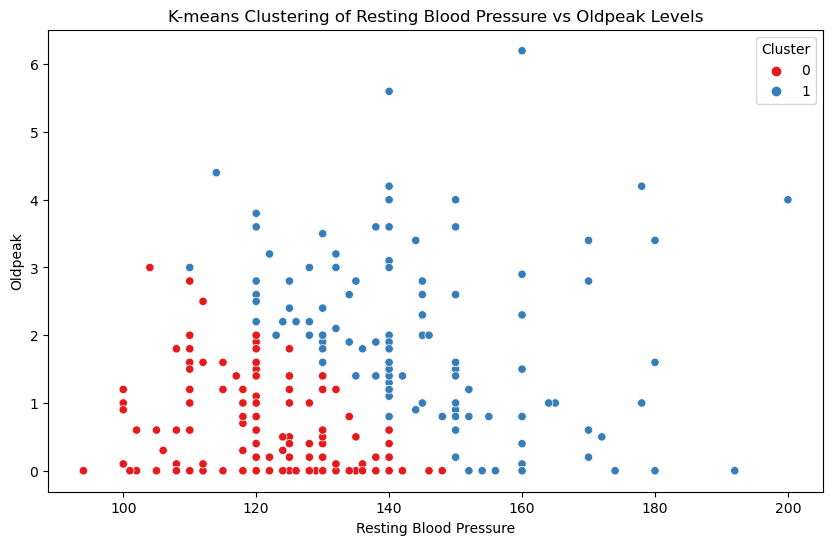 K-means Clustering of Resting Blood Pressure vs Oldpeak Levels
Cluster
0
1
6
5
4
3
2
1
0
Oldpeak
100 120 140 160 180 200
Resting Blood Pressure